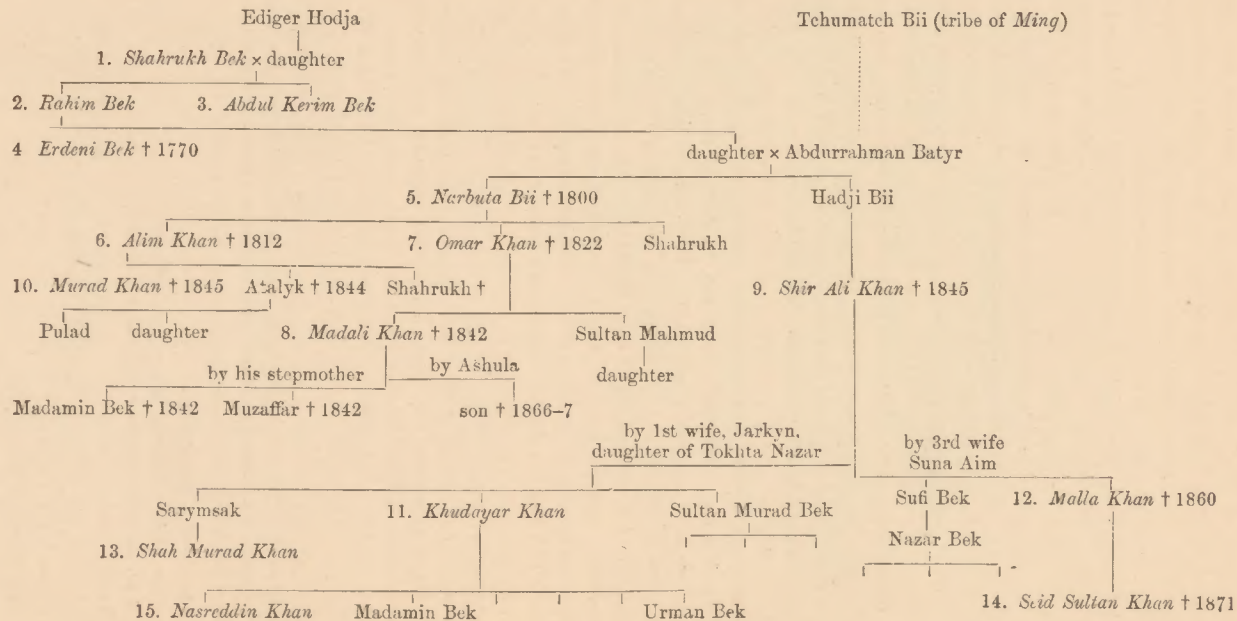 Ediger Hodja Tchumatch Bii (tribe of Ming)
1. Shahrukh Bek × daughter
2. Rahim Bek 3. Abdul Kerim Bek
4 Erdeni Bek † 1770 daughter × Abdurrahman Batyr
5. Narbuta Bii † 1800 Hadji Bii
6. Alim Khan † 1812 7. Omar Khan † 1822 Shahrukh
10. Murad Khan † 1845 Atalyk † 1844 Shahrukh † 9. Shir Ali Khan † 1845
Pulad daughter 8. Madali Khan † 1842 Sultan Mahmud
by his stepmother by Ashula daughter
Madamin Bek † 1842 Muzaffar † 1842 son † 1866–7
by 1st wife, Jarkyn, by 3rd wife
daughter of Tokhta Nazar Suna Aim
Sarymsak 11. Khudayar Khan Sultan Murad Bek Sufi Bek 12. Malla Khan † 1860
13. Shah Murad Khan Nazar Bek
15. Nasreddin Khan Madamin Bek Urman Bek 14. Seid Sultan Khan † 1871